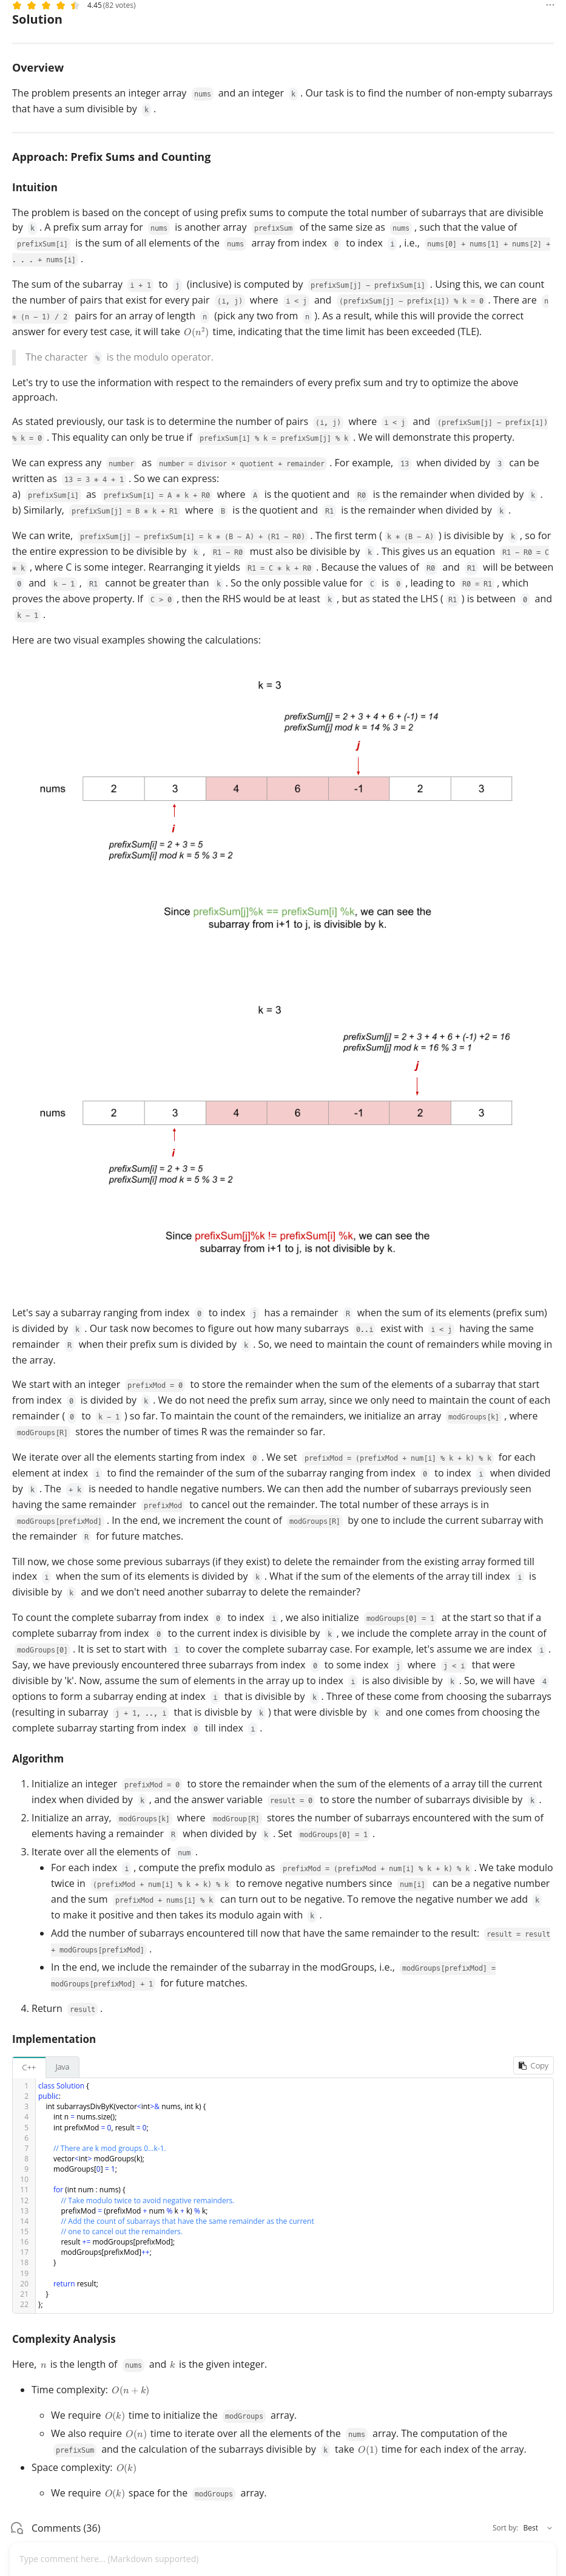 4.45 (82 votes)
Solution
Overview
The problem presents an integer array nums and an integer k . Our task is to find the number of non-empty subarrays
that have a sum divisible by k .
Approach: Prefix Sums and Counting
Intuition
The problem is based on the concept of using prefix sums to compute the total number of subarrays that are divisible
by k . A prefix sum array for nums is another array prefixSum of the same size as nums , such that the value of
prefixSum[i] is the sum of all elements of the nums array from index 0 to index i , i.e., nums[0] + nums[1] + nums[2] +
. . . + nums[i] .
The sum of the subarray i + 1 to j (inclusive) is computed by prefixSum[j] - prefixSum[i] . Using this, we can count
the number of pairs that exist for every pair (i, j) where i < j and (prefixSum[j] - prefix[i]) % k = 0 . There are n
* (n - 1) / 2 pairs for an array of length n (pick any two from n ). As a result, while this will provide the correct
answer for every test case, it will take O(n²) time, indicating that the time limit has been exceeded (TLE).
The character % is the modulo operator.
Let's try to use the information with respect to the remainders of every prefix sum and try to optimize the above
approach.
As stated previously, our task is to determine the number of pairs (i, j) where i < j and (prefixSum[j] - prefix[i])
% k = 0 . This equality can only be true if prefixSum[i] % k = prefixSum[j] % k . We will demonstrate this property.
We can express any number as number = divisor × quotient + remainder . For example, 13 when divided by 3 can be
written as 13 = 3 * 4 + 1 . So we can express:
a) prefixSum[i] as prefixSum[i] = A * k + R0 where A is the quotient and R0 is the remainder when divided by k .
b) Similarly, prefixSum[j] = B * k + R1 where B is the quotient and R1 is the remainder when divided by k .
We can write, prefixSum[j] - prefixSum[i] = k * (B - A) + (R1 - R0) . The first term ( k * (B - A) ) is divisible by k , so for
the entire expression to be divisible by k , R1 - R0 must also be divisible by k . This gives us an equation R1 - R0 = C
* k , where C is some integer. Rearranging it yields R1 = C * k + R0 . Because the values of R0 and R1 will be between
0 and k - 1 , R1 cannot be greater than k . So the only possible value for C is 0 , leading to R0 = R1 , which
proves the above property. If C > 0 , then the RHS would be at least k , but as stated the LHS ( R1 ) is between 0 and
k - 1 .
Here are two visual examples showing the calculations:
k = 3
prefixSum[j] = 2 + 3 + 4 + 6 + (-1) = 14
prefixSum[j] mod k = 14 % 3 = 2
j
nums 2 3 4 6 -1 2 3
i
prefixSum[i] = 2 + 3 = 5
prefixSum[i] mod k = 5 % 3 = 2
Since prefixSum[j]%k == prefixSum[i] %k, we can see the
subarray from i+1 to j, is divisible by k.
k = 3
prefixSum[j] = 2 + 3 + 4 + 6 + (-1) +2 = 16
prefixSum[j] mod k = 16 % 3 = 1
j
nums 2 3 4 6 -1 2 3
i
prefixSum[i] = 2 + 3 = 5
prefixSum[i] mod k = 5 % 3 = 2
Since prefixSum[j]%k != prefixSum[i] %k, we can see the
subarray from i+1 to j, is not divisible by k.
Let's say a subarray ranging from index 0 to index j has a remainder R when the sum of its elements (prefix sum)
is divided by k . Our task now becomes to figure out how many subarrays 0..i exist with i < j having the same
remainder R when their prefix sum is divided by k . So, we need to maintain the count of remainders while moving in
the array.
We start with an integer prefixMod = 0 to store the remainder when the sum of the elements of a subarray that start
from index 0 is divided by k . We do not need the prefix sum array, since we only need to maintain the count of each
remainder ( 0 to k - 1 ) so far. To maintain the count of the remainders, we initialize an array modGroups[k] , where
modGroups[R] stores the number of times R was the remainder so far.
We iterate over all the elements starting from index 0 . We set prefixMod = (prefixMod + num[i] % k + k) % k for each
element at index i to find the remainder of the sum of the subarray ranging from index 0 to index i when divided
by k . The + k is needed to handle negative numbers. We can then add the number of subarrays previously seen
having the same remainder prefixMod to cancel out the remainder. The total number of these arrays is in
modGroups[prefixMod] . In the end, we increment the count of modGroups[R] by one to include the current subarray with
the remainder R for future matches.
Till now, we chose some previous subarrays (if they exist) to delete the remainder from the existing array formed till
index i when the sum of its elements is divided by k . What if the sum of the elements of the array till index i is
divisible by k and we don't need another subarray to delete the remainder?
To count the complete subarray from index 0 to index i , we also initialize modGroups[0] = 1 at the start so that if a
complete subarray from index 0 to the current index is divisible by k , we include the complete array in the count of
modGroups[0] . It is set to start with 1 to cover the complete subarray case. For example, let's assume we are index i .
Say, we have previously encountered three subarrays from index 0 to some index j where j < i that were
divisible by 'k'. Now, assume the sum of elements in the array up to index i is also divisible by k . So, we will have 4
options to form a subarray ending at index i that is divisible by k . Three of these come from choosing the subarrays
(resulting in subarray j + 1, .., i that is divisble by k ) that were divisible by k and one comes from choosing the
complete subarray starting from index 0 till index i .
Algorithm
1. Initialize an integer prefixMod = 0 to store the remainder when the sum of the elements of a array till the current
index when divided by k , and the answer variable result = 0 to store the number of subarrays divisible by k .
2. Initialize an array, modGroups[k] where modGroup[R] stores the number of subarrays encountered with the sum of
elements having a remainder R when divided by k . Set modGroups[0] = 1 .
3. Iterate over all the elements of num .
• For each index i , compute the prefix modulo as prefixMod = (prefixMod + num[i] % k + k) % k . We take modulo
twice in (prefixMod + num[i] % k + k) % k to remove negative numbers since num[i] can be a negative number
and the sum prefixMod + nums[i] % k can turn out to be negative. To remove the negative number we add k
to make it positive and then takes its modulo again with k .
• Add the number of subarrays encountered till now that have the same remainder to the result: result = result
+ modGroups[prefixMod] .
• In the end, we include the remainder of the subarray in the modGroups, i.e., modGroups[prefixMod] =
modGroups[prefixMod] + 1 for future matches.
4. Return result .
Implementation
C++ Java Copy
1 class Solution {
2 public:
3 int subarraysDivByK(vector<int>& nums, int k) {
4 int n = nums.size();
5 int prefixMod = 0, result = 0;
6
7 // There are k mod groups 0...k-1.
8 vector<int> modGroups(k);
9 modGroups[0] = 1;
10
11 for (int num : nums) {
12 // Take modulo twice to avoid negative remainders.
13 prefixMod = (prefixMod + num % k + k) % k;
14 // Add the count of subarrays that have the same remainder as the current
15 // one to cancel out the remainders.
16 result += modGroups[prefixMod];
17 modGroups[prefixMod]++;
18 }
19
20 return result;
21 }
22 };
Complexity Analysis
Here, n is the length of nums and k is the given integer.
• Time complexity: O(n + k)
◦ We require O(k) time to initialize the modGroups array.
◦ We also require O(n) time to iterate over all the elements of the nums array. The computation of the
prefixSum and the calculation of the subarrays divisible by k take O(1) time for each index of the array.
• Space complexity: O(k)
◦ We require O(k) space for the modGroups array.
Comments (36) Sort by: Best
Type comment here... (Markdown supported)